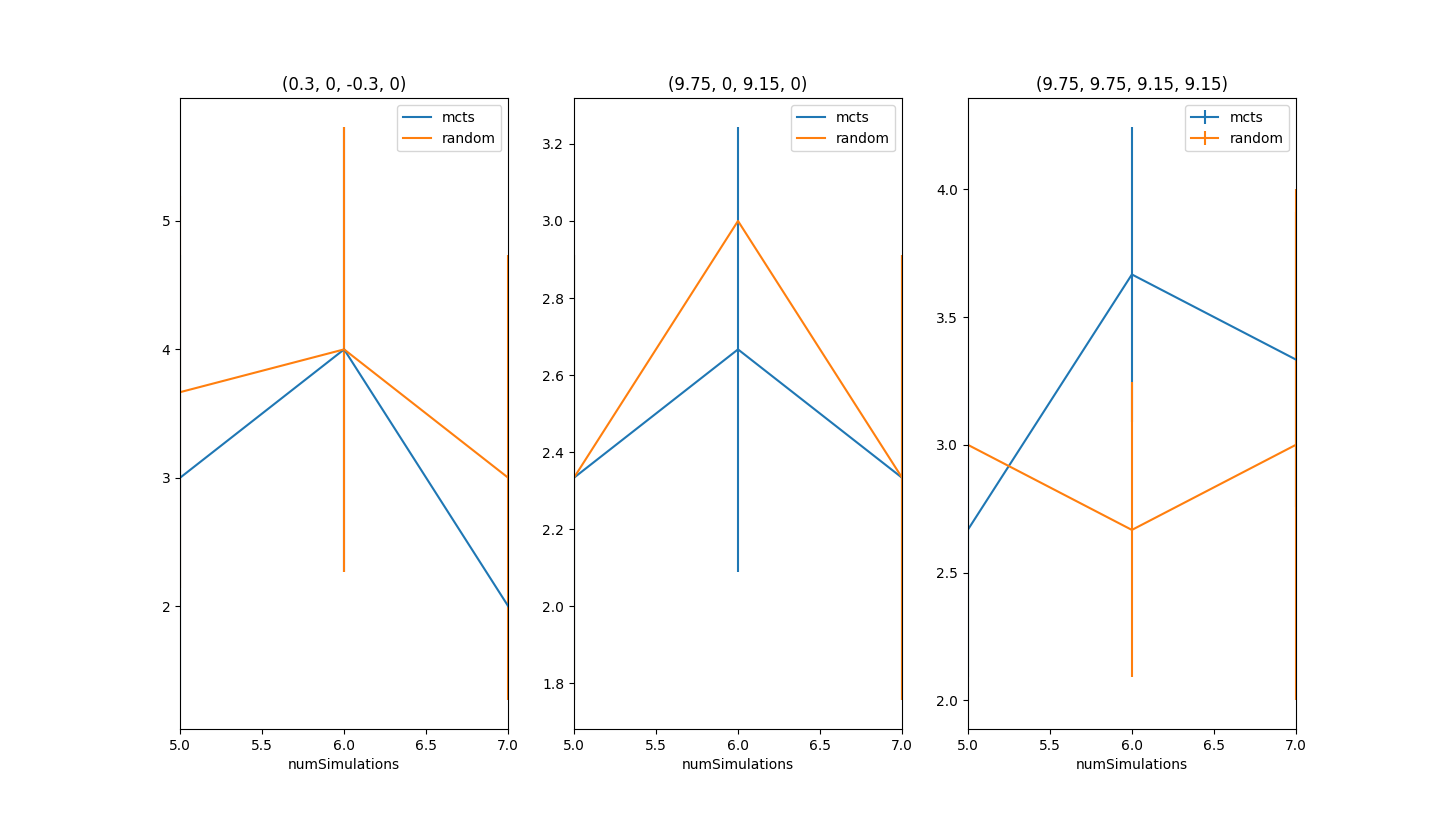 (0.3, 0, -0.3, 0)
mcts
random
5
4
3
2
5.0 5.5 6.0 6.5 7.0
numSimulations
(9.75, 0, 9.15, 0)
mcts
random
3.2
3.0
2.8
2.6
2.4
2.2
2.0
1.8
5.0 5.5 6.0 6.5 7.0
numSimulations
(9.75, 9.75, 9.15, 9.15)
mcts
random
4.0
3.5
3.0
2.5
2.0
5.0 5.5 6.0 6.5 7.0
numSimulations